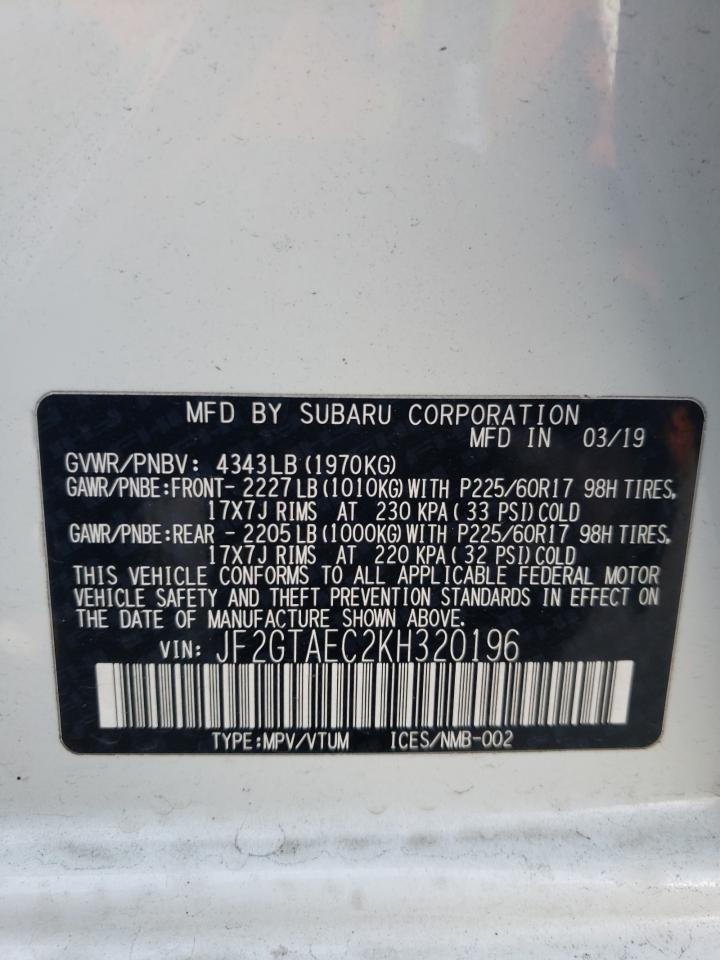 MFD BY SUBARU CORPORATION
MFD IN 03/19
GVWR/PNBV: 4343LB (1970KG)
GAWR/PNBE:FRONT- 2227LB(1010KG)WITH P225/60R17 98H TIRES,
17X7J RIMS AT 230 KPA (33 PSI)COLD
GAWR/PNBE:REAR - 2205LB(1000KG)WITH P225/60R17 98H TIRES,
17X7J RIMS AT 220 KPA (32 PSI)COLD
THIS VEHICLE CONFORMS TO ALL APPLICABLE FEDERAL MOTOR
VEHICLE SAFETY AND THEFT PREVENTION STANDARDS IN EFFECT ON
THE DATE OF MANUFACTURE SHOWN ABOVE.
VIN: JF2GTAEC2KH320196
TYPE:MPV/VTUM ICES/NMB-002